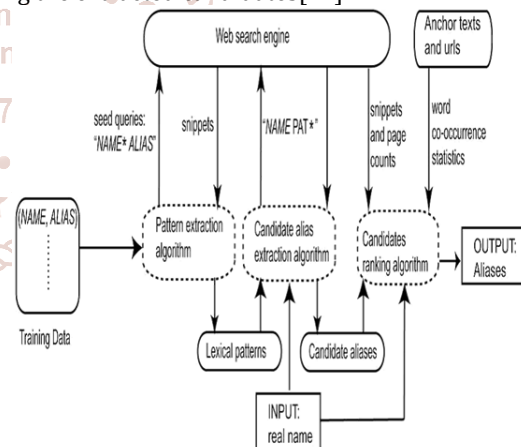 Web search engine
Anchor texts
and urls
seed queries:
"NAME* ALIAS"
snippets
"NAME PAT*"
snippets
and page
counts
word
co-occurrence
statistics
(NAME, ALIAS)
Training Data
Pattern extraction
algorithm
Candidate alias
extraction algorithm
Candidates
ranking algorithm
OUTPUT:
Aliases
Lexical patterns
Candidate aliases
INPUT:
real name